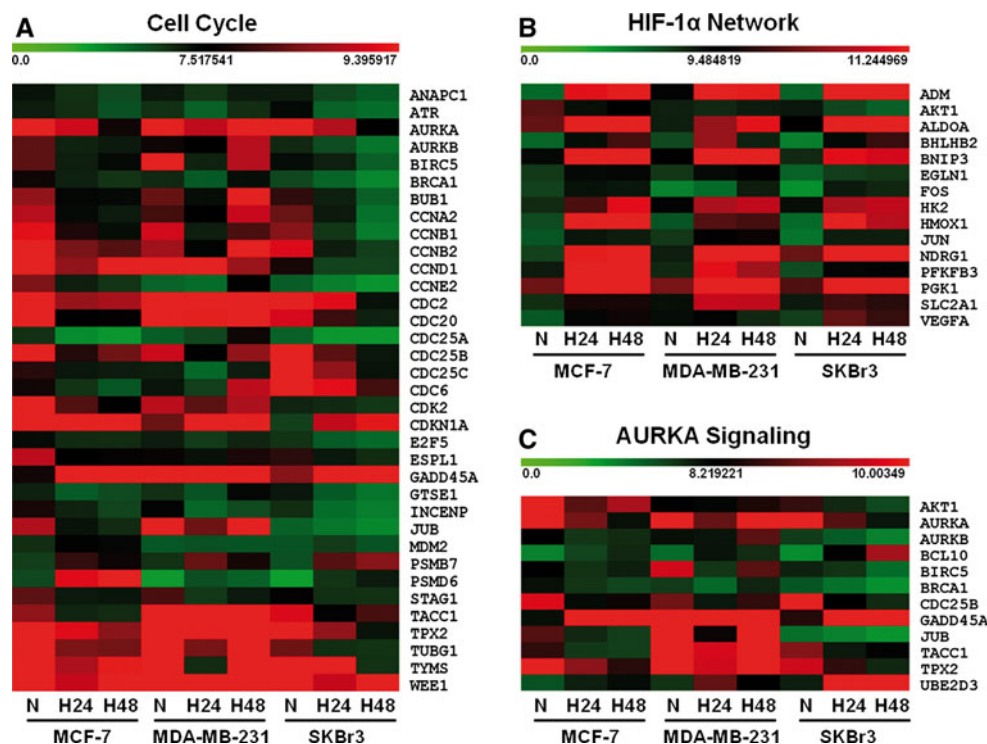 A
Cell Cycle
0.0 7.517541 9.395917
ANAPC1
ATR
AURKA
AURKB
BIRC5
BRCA1
BUB1
CCNA2
CCNB1
CCNB2
CCND1
CCNE2
CDC2
CDC20
CDC25A
CDC25B
CDC25C
CDC6
CDK2
CDKN1A
E2F5
ESPL1
GADD45A
GTSE1
INCENP
JUB
MDM2
PSMB7
PSMD6
STAG1
TACC1
TPX2
TUBG1
TYMS
WEE1
N H24 H48 N H24 H48 N H24 H48
MCF-7 MDA-MB-231 SKBr3
B
HIF-1α Network
0.0 9.484819 11.244969
ADM
AKT1
ALDOA
BHLHB2
BNIP3
EGLN1
FOS
HK2
HMOX1
JUN
NDRG1
PFKFB3
PGK1
SLC2A1
VEGFA
N H24 H48 N H24 H48 N H24 H48
MCF-7 MDA-MB-231 SKBr3
C
AURKA Signaling
0.0 8.219221 10.00349
AKT1
AURKA
AURKB
BCL10
BIRC5
BRCA1
CDC25B
GADD45A
JUB
TACC1
TPX2
UBE2D3
N H24 H48 N H24 H48 N H24 H48
MCF-7 MDA-MB-231 SKBr3